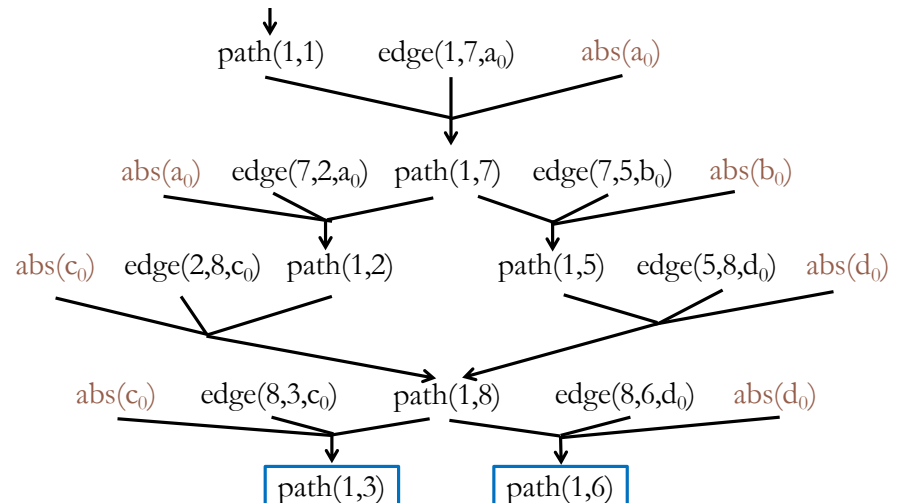 path(1,1) edge(1,7,a₀) abs(a₀)
abs(a₀) edge(7,2,a₀) path(1,7) edge(7,5,b₀) abs(b₀)
abs(c₀) edge(2,8,c₀) path(1,2) path(1,5) edge(5,8,d₀) abs(d₀)
abs(c₀) edge(8,3,c₀) path(1,8) edge(8,6,d₀) abs(d₀)
path(1,3) path(1,6)